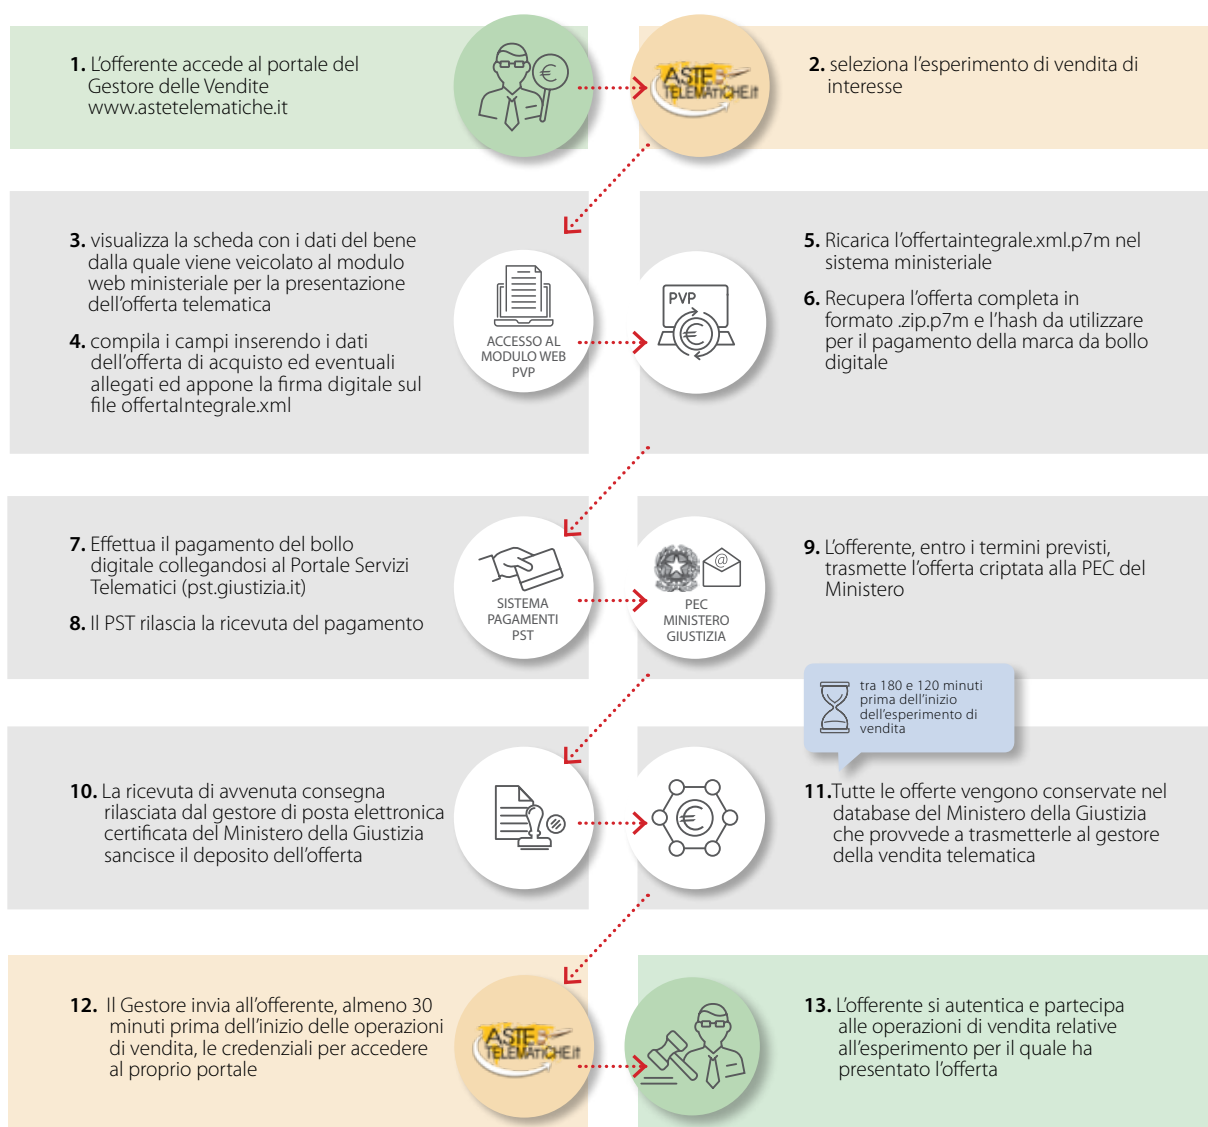 1. L'offerente accede al portale del
Gestore delle Vendite
www.astetelematiche.it
ASTE
TELEMATICHE.it
2. seleziona l'esperimento di vendita di
interesse
3. visualizza la scheda con i dati del bene
dalla quale viene veicolato al modulo
web ministeriale per la presentazione
dell'offerta telematica
4. compila i campi inserendo i dati
dell'offerta di acquisto ed eventuali
allegati ed appone la firma digitale sul
file offertaIntegrale.xml
ACCESSO AL
MODULO WEB
PVP
PVP
5. Ricarica l'offertaintegrale.xml.p7m nel
sistema ministeriale
6. Recupera l'offerta completa in
formato .zip.p7m e l'hash da utilizzare
per il pagamento della marca da bollo
digitale
7. Effettua il pagamento del bollo
digitale collegandosi al Portale Servizi
Telematici (pst.giustizia.it)
8. Il PST rilascia la ricevuta del pagamento
SISTEMA
PAGAMENTI
PST
PEC
MINISTERO
GIUSTIZIA
9. L'offerente, entro i termini previsti,
trasmette l'offerta criptata alla PEC del
Ministero
tra 180 e 120 minuti
prima dell'inizio
dell'esperimento di
vendita
10. La ricevuta di avvenuta consegna
rilasciata dal gestore di posta elettronica
certificata del Ministero della Giustizia
sancisce il deposito dell'offerta
11.Tutte le offerte vengono conservate nel
database del Ministero della Giustizia
che provvede a trasmetterle al gestore
della vendita telematica
12. Il Gestore invia all'offerente, almeno 30
minuti prima dell'inizio delle operazioni
di vendita, le credenziali per accedere
al proprio portale
ASTE
TELEMATICHE.it
13. L'offerente si autentica e partecipa
alle operazioni di vendita relative
all'esperimento per il quale ha
presentato l'offerta